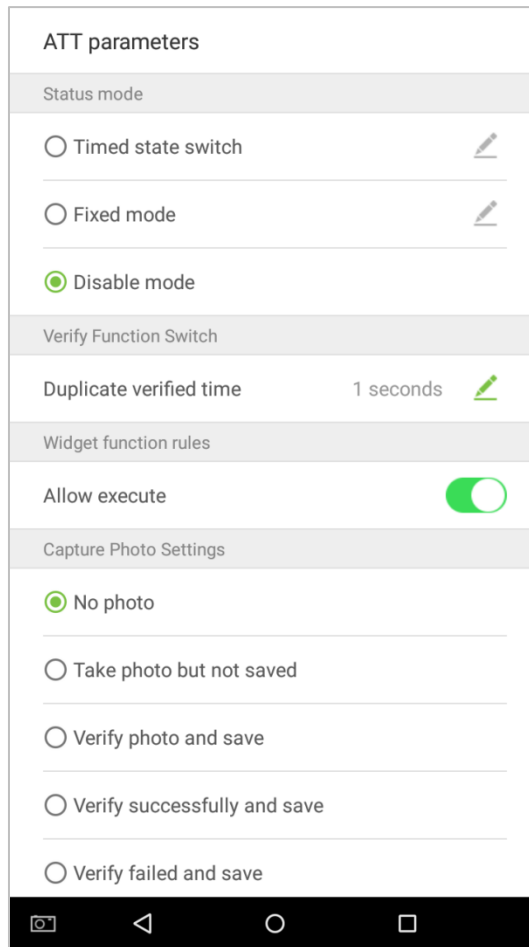 ATT parameters
Status mode
Timed state switch
Fixed mode
Disable mode
Verify Function Switch
Duplicate verified time 1 seconds
Widget function rules
Allow execute
Capture Photo Settings
No photo
Take photo but not saved
Verify photo and save
Verify successfully and save
Verify failed and save